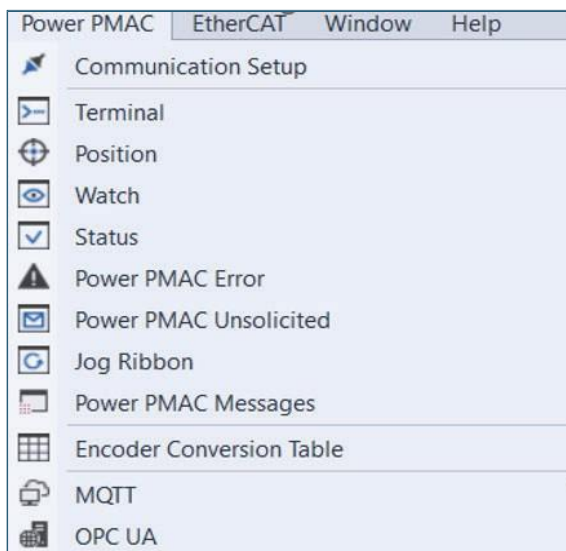 Power PMAC EtherCAT Window Help
Communication Setup
Terminal
Position
Watch
Status
Power PMAC Error
Power PMAC Unsolicited
Jog Ribbon
Power PMAC Messages
Encoder Conversion Table
MQTT
OPC UA